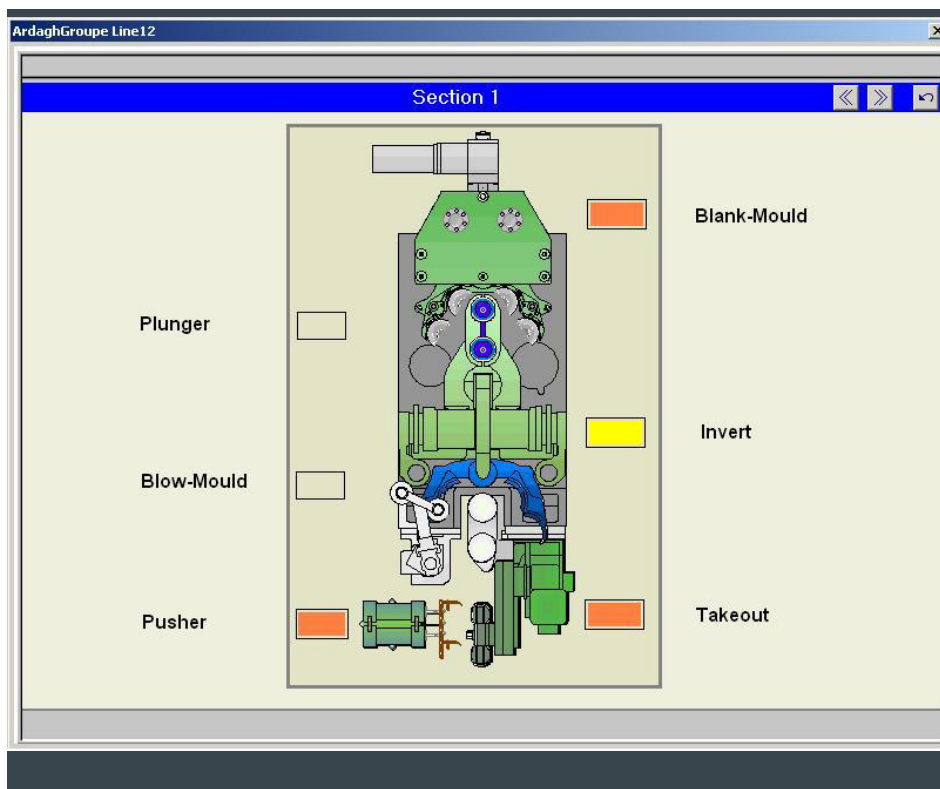 ArdaghGroupe Line12
Section 1
Blank-Mould
Plunger
Invert
Blow-Mould
Pusher
Takeout